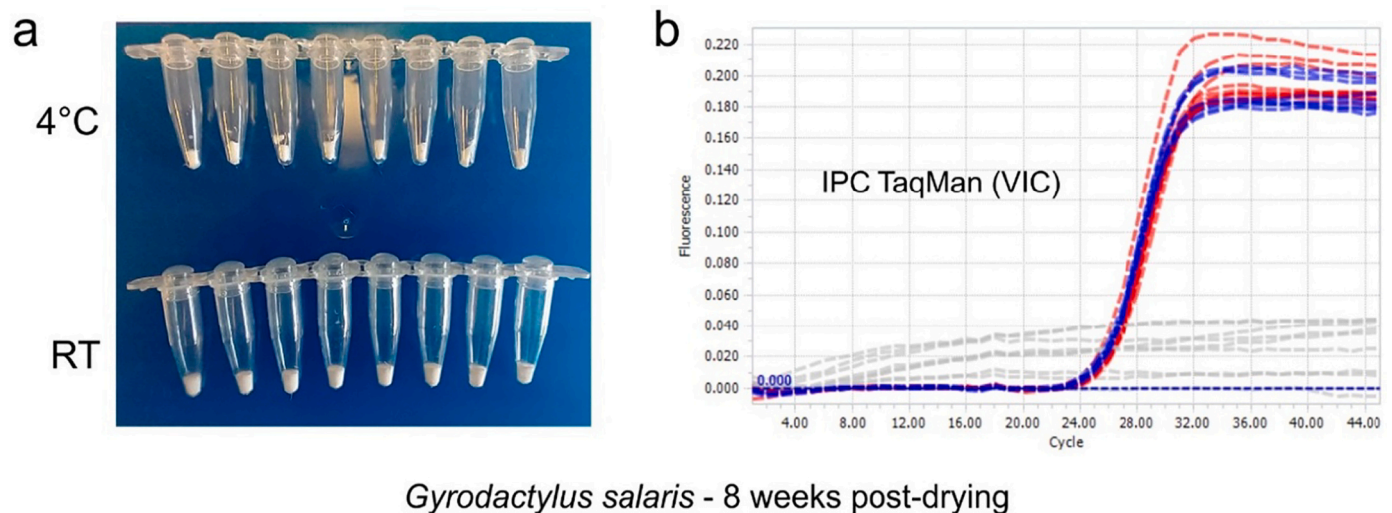 a
4°C
RT
b
0.220
0.200
0.180
0.160
0.140
0.120
0.100
0.080
0.060
0.040
0.020
0.000
Fluorescence
IPC TaqMan (VIC)
0.000
4.00 8.00 12.00 16.00 20.00 24.00 28.00 32.00 36.00 40.00 44.00
Cycle
Gyrodactylus salaris - 8 weeks post-drying